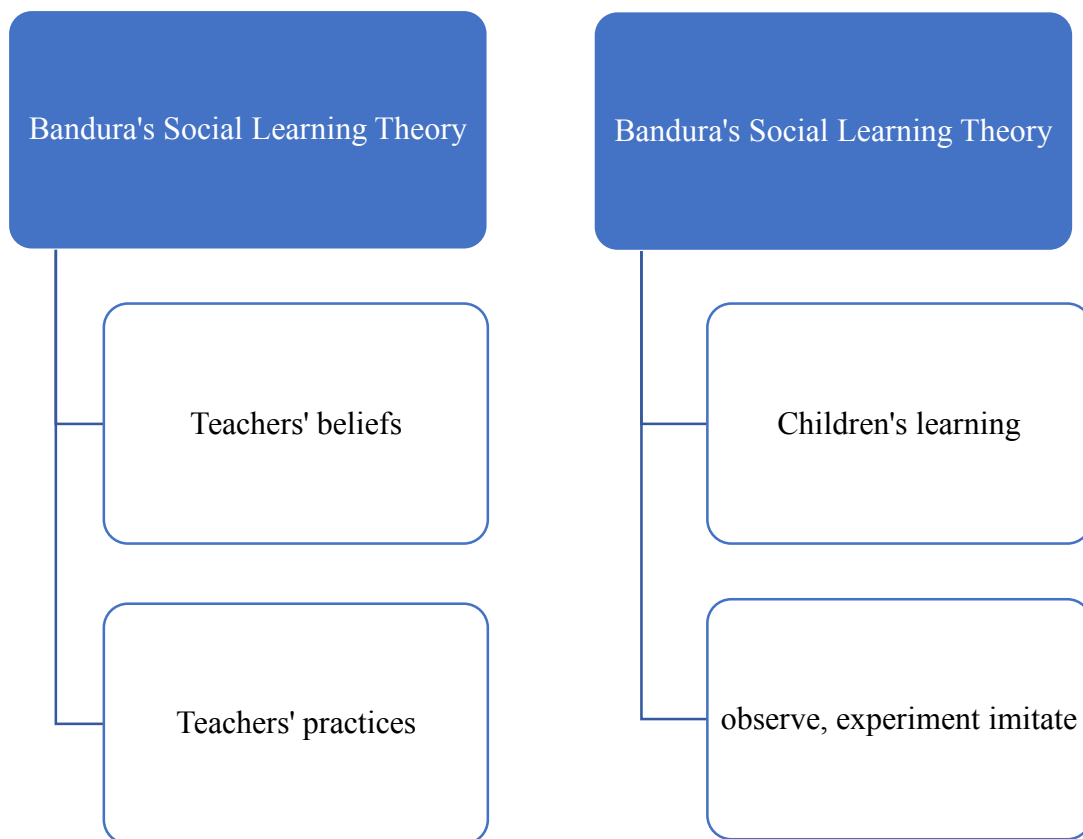 Bandura's Social Learning Theory
Teachers' beliefs
Teachers' practices
Bandura's Social Learning Theory
Children's learning
observe, experiment imitate